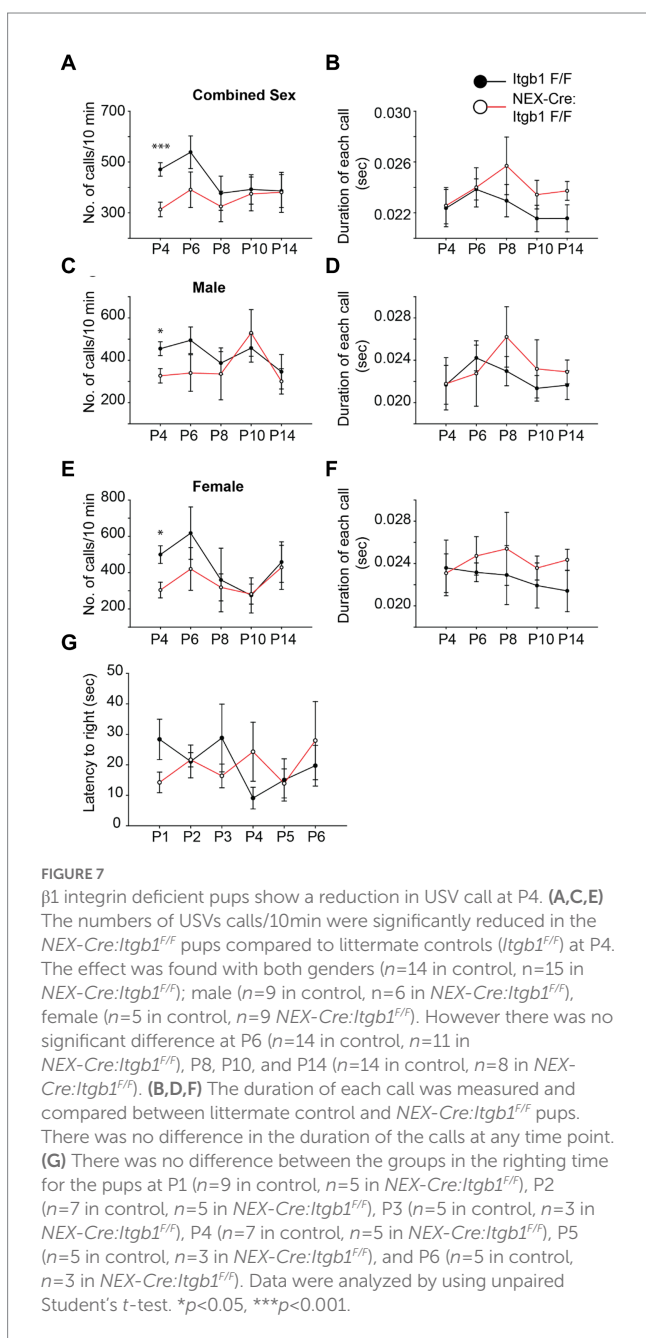 A
B
Itgb1 F/F
NEX-Cre:
Itgb1 F/F
Combined Sex
700
500
300
No. of calls/10 min
***
P4 P6 P8 P10 P14
0.030
0.026
0.022
Duration of each call
(sec)
P4 P6 P8 P10 P14
C
D
Male
600
400
200
No. of calls/10 min
*
P4 P6 P8 P10 P14
0.028
0.024
0.020
Duration of each call
(sec)
P4 P6 P8 P10 P14
E
F
Female
800
600
400
200
No. of calls/10 min
*
P4 P6 P8 P10 P14
0.028
0.024
0.020
Duration of each call
(sec)
P4 P6 P8 P10 P14
G
50
40
30
20
10
0
Latency to right (sec)
P1 P2 P3 P4 P5 P6
FIGURE 7
β1 integrin deficient pups show a reduction in USV call at P4. (A,C,E)
The numbers of USVs calls/10min were significantly reduced in the
NEX-Cre:Itgb1F/F pups compared to littermate controls (Itgb1F/F) at P4.
The effect was found with both genders (n=14 in control, n=15 in
NEX-Cre:Itgb1F/F); male (n=9 in control, n=6 in NEX-Cre:Itgb1F/F),
female (n=5 in control, n=9 NEX-Cre:Itgb1F/F). However there was no
significant difference at P6 (n=14 in control, n=11 in
NEX-Cre:Itgb1F/F), P8, P10, and P14 (n=14 in control, n=8 in NEX-
Cre:Itgb1F/F). (B,D,F) The duration of each call was measured and
compared between littermate control and NEX-Cre:Itgb1F/F pups.
There was no difference in the duration of the calls at any time point.
(G) There was no difference between the groups in the righting time
for the pups at P1 (n=9 in control, n=5 in NEX-Cre:Itgb1F/F), P2
(n=7 in control, n=5 in NEX-Cre:Itgb1F/F), P3 (n=5 in control, n=3 in
NEX-Cre:Itgb1F/F), P4 (n=7 in control, n=5 in NEX-Cre:Itgb1F/F), P5
(n=5 in control, n=3 in NEX-Cre:Itgb1F/F), and P6 (n=5 in control,
n=3 in NEX-Cre:Itgb1F/F). Data were analyzed by using unpaired
Student's t-test. *p<0.05, ***p<0.001.